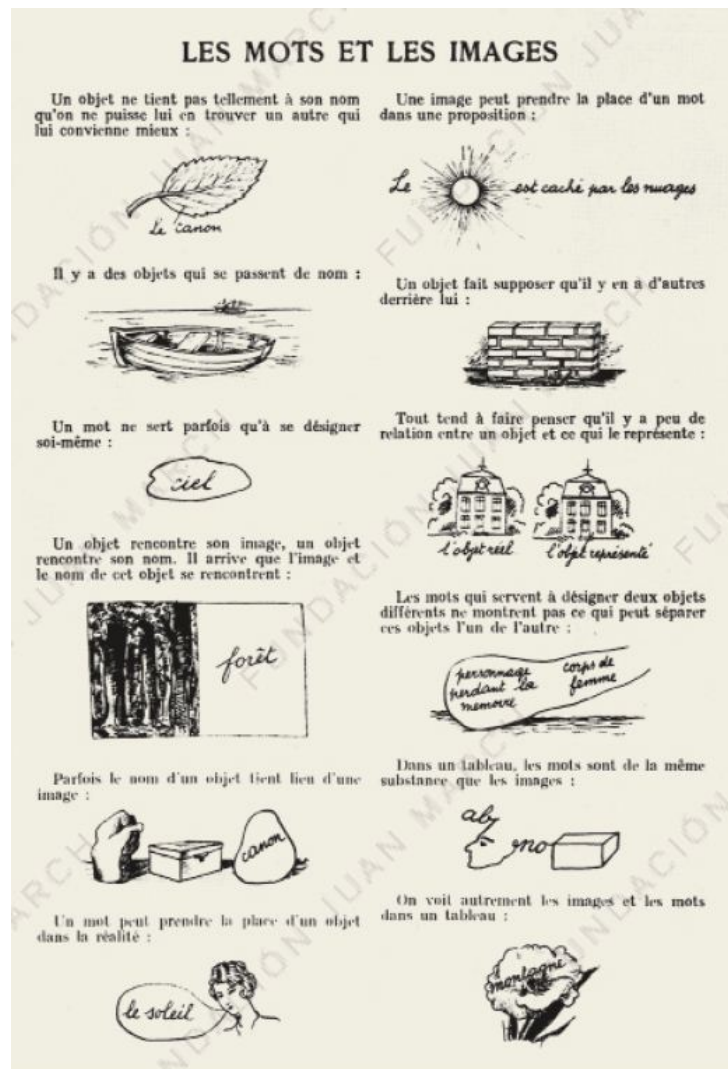 LES MOTS ET LES IMAGES
Un objet ne tient pas tellement à son nom
qu'on ne puisse lui en trouver un autre qui
lui convienne mieux :
Le canon
Il y a des objets qui se passent de nom :
Un mot ne sert parfois qu'à se désigner
soi-même :
ciel
Un objet rencontre son image, un objet
rencontre son nom. Il arrive que l'image et
le nom de cet objet se rencontrent :
forêt
Parfois le nom d'un objet tient lieu d'une
image :
canon
Un mot peut prendre la place d'un objet
dans la réalité :
le soleil
Une image peut prendre la place d'un mot
dans une proposition :
Le est caché par les nuages
Un objet fait supposer qu'il y en a d'autres
derrière lui :
Tout tend à faire penser qu'il y a peu de
relation entre un objet et ce qui le représente :
l'objet réel l'objet représenté
Les mots qui servent à désigner deux objets
différents ne montrent pas ce qui peut séparer
ces objets l'un de l'autre :
personnage
perdant la
memoire
corps de
femme
Dans un tableau, les mots sont de la même
substance que les images :
On voit autrement les images et les mots
dans un tableau :
montagne
FUNDACIÓN JUAN MARCH